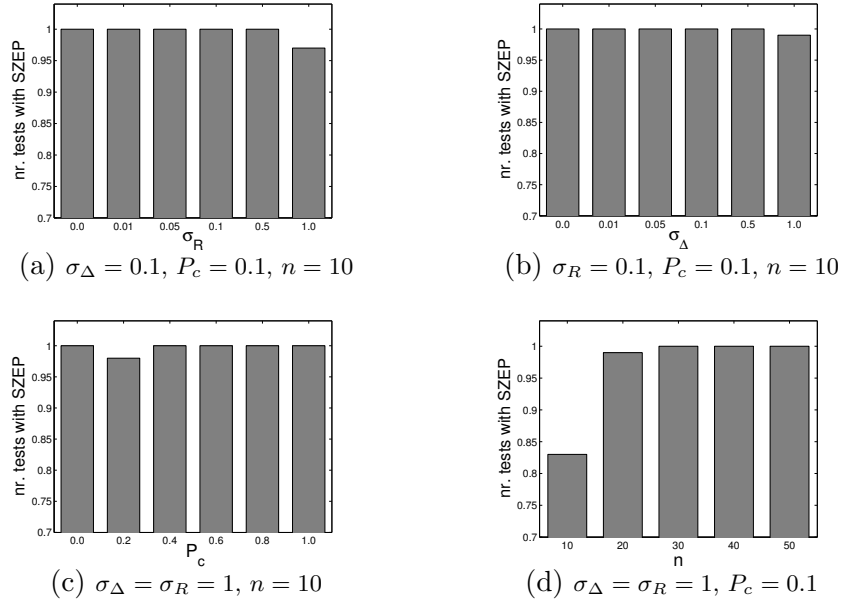 nr. tests with SZEP
1
0.95
0.9
0.85
0.8
0.75
0.7
0.0 0.01 0.05 0.1 0.5 1.0
σ_R
(a) σ_Δ = 0.1, P_c = 0.1, n = 10
nr. tests with SZEP
1
0.95
0.9
0.85
0.8
0.75
0.7
0.0 0.01 0.05 0.1 0.5 1.0
σ_Δ
(b) σ_R = 0.1, P_c = 0.1, n = 10
nr. tests with SZEP
1
0.95
0.9
0.85
0.8
0.75
0.7
0.0 0.2 0.4 0.6 0.8 1.0
P_c
(c) σ_Δ = σ_R = 1, n = 10
nr. tests with SZEP
1
0.95
0.9
0.85
0.8
0.75
0.7
10 20 30 40 50
n
(d) σ_Δ = σ_R = 1, P_c = 0.1